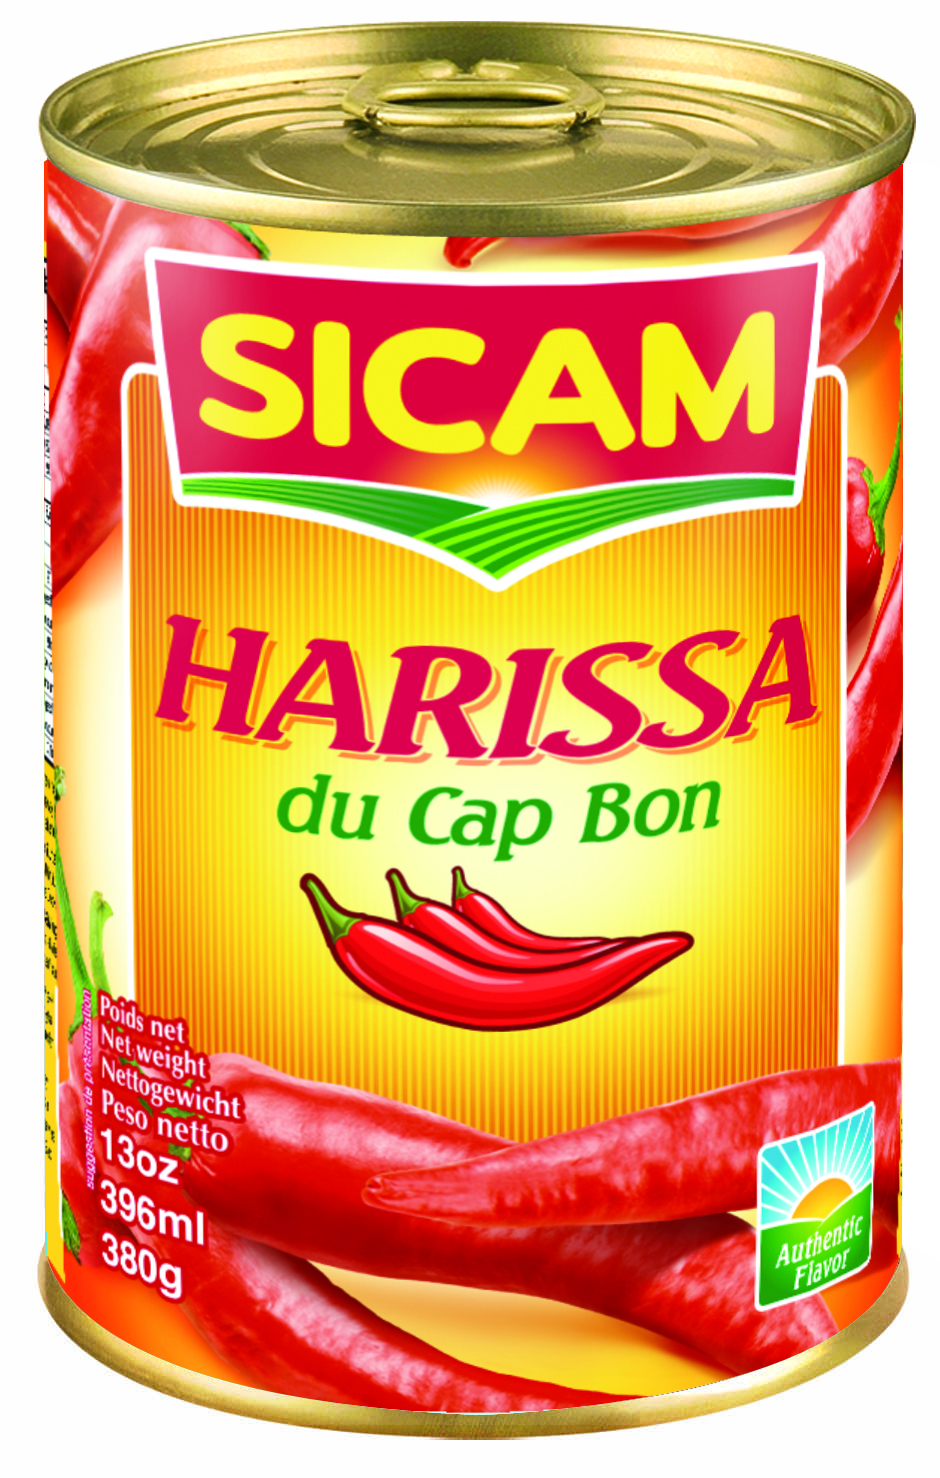 SICAM
HARISSA
du Cap Bon
suggestion de présentation
Poids net
Net weight
Nettogewicht
Peso netto
13oz
396ml
380g
Authentic
Flavor